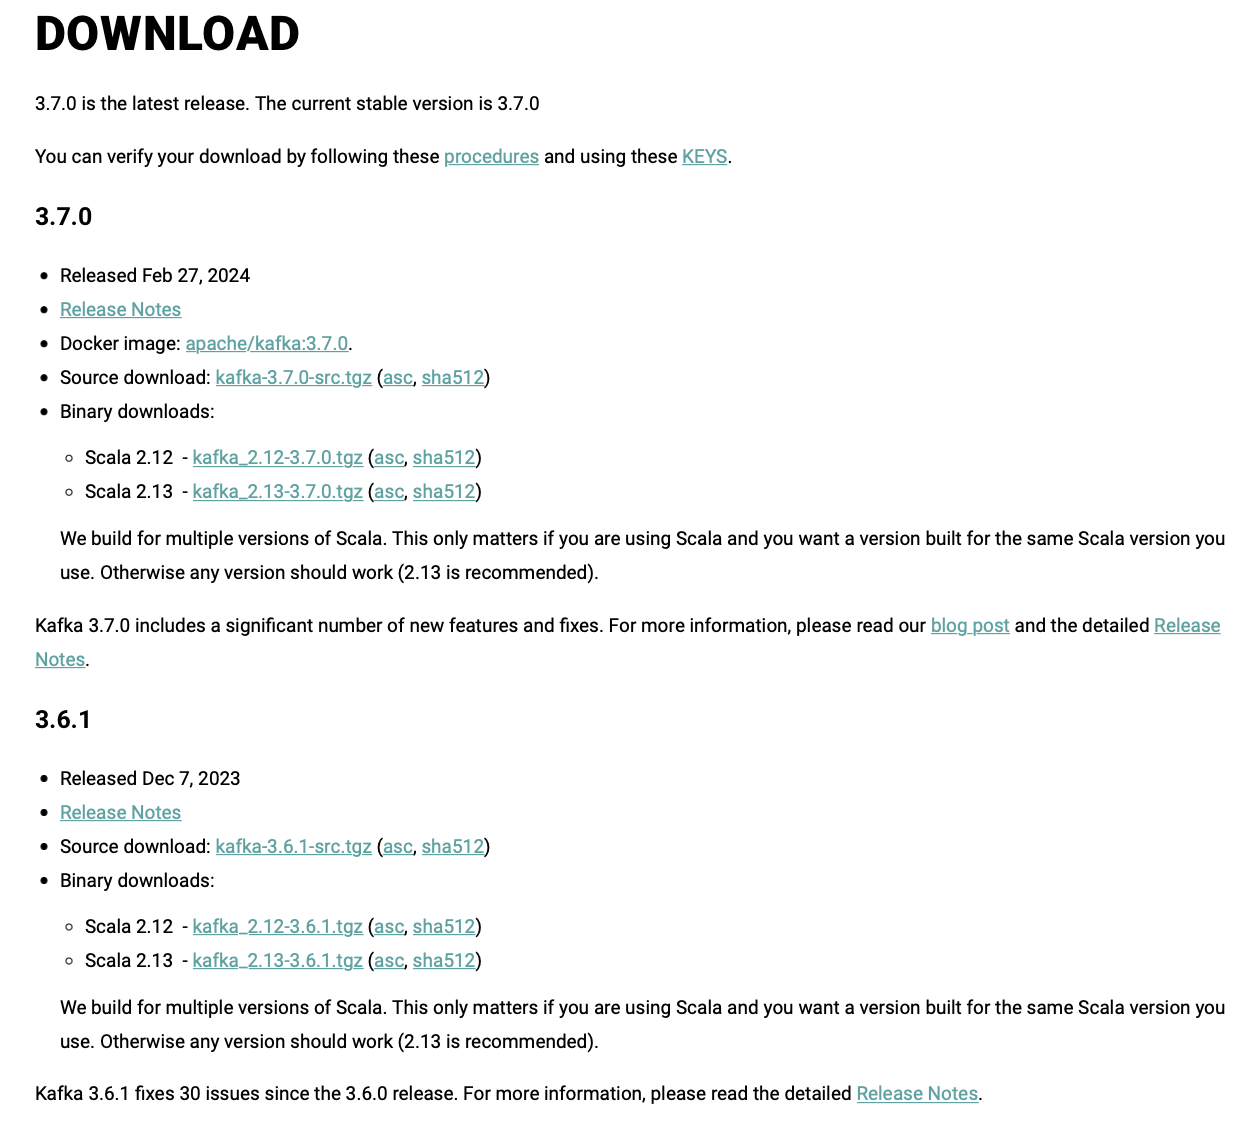 DOWNLOAD
3.7.0 is the latest release. The current stable version is 3.7.0
You can verify your download by following these procedures and using these KEYS.
3.7.0
Released Feb 27, 2024
Release Notes
Docker image: apache/kafka:3.7.0.
Source download: kafka-3.7.0-src.tgz (asc, sha512)
Binary downloads:
Scala 2.12 - kafka_2.12-3.7.0.tgz (asc, sha512)
Scala 2.13 - kafka_2.13-3.7.0.tgz (asc, sha512)
We build for multiple versions of Scala. This only matters if you are using Scala and you want a version built for the same Scala version you
use. Otherwise any version should work (2.13 is recommended).
Kafka 3.7.0 includes a significant number of new features and fixes. For more information, please read our blog post and the detailed Release
Notes.
3.6.1
Released Dec 7, 2023
Release Notes
Source download: kafka-3.6.1-src.tgz (asc, sha512)
Binary downloads:
Scala 2.12 - kafka_2.12-3.6.1.tgz (asc, sha512)
Scala 2.13 - kafka_2.13-3.6.1.tgz (asc, sha512)
We build for multiple versions of Scala. This only matters if you are using Scala and you want a version built for the same Scala version you
use. Otherwise any version should work (2.13 is recommended).
Kafka 3.6.1 fixes 30 issues since the 3.6.0 release. For more information, please read the detailed Release Notes.